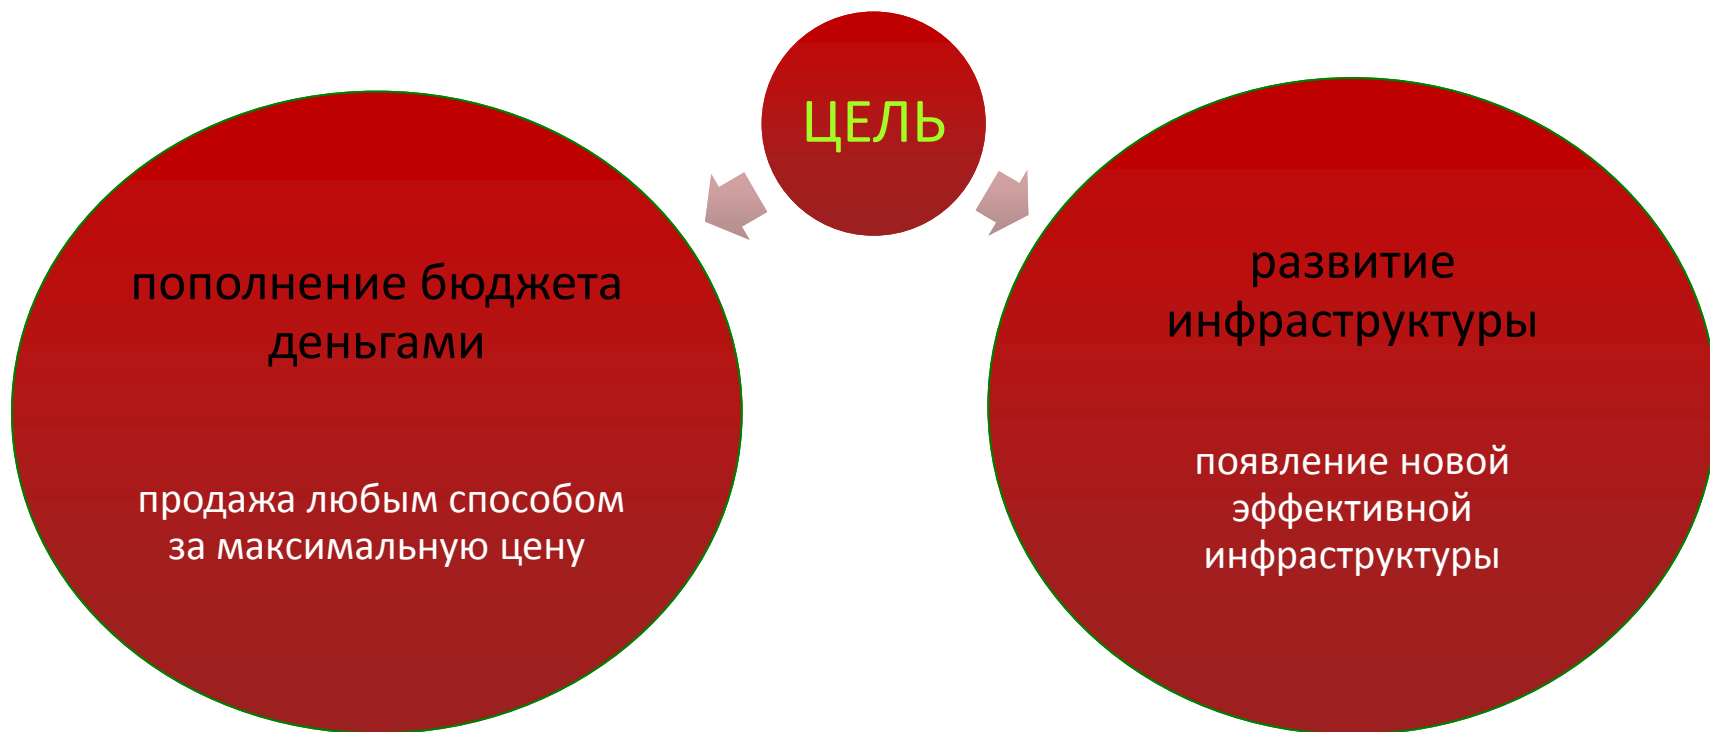 ЦЕЛЬ
пополнение бюджета
деньгами
продажа любым способом
за максимальную цену
развитие
инфраструктуры
появление новой
эффективной
инфраструктуры